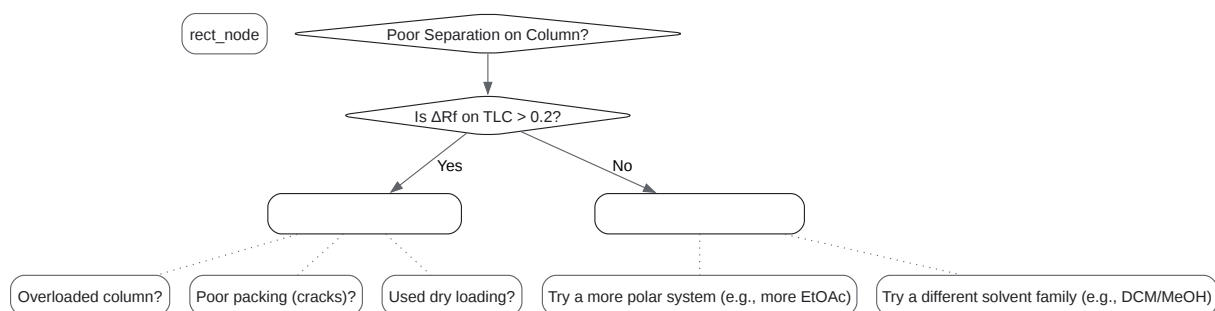 rect_node
Poor Separation on Column?
Is ΔRf on TLC > 0.2?
Yes
No
Overloaded column?
Poor packing (cracks)?
Used dry loading?
Try a more polar system (e.g., more EtOAc)
Try a different solvent family (e.g., DCM/MeOH)